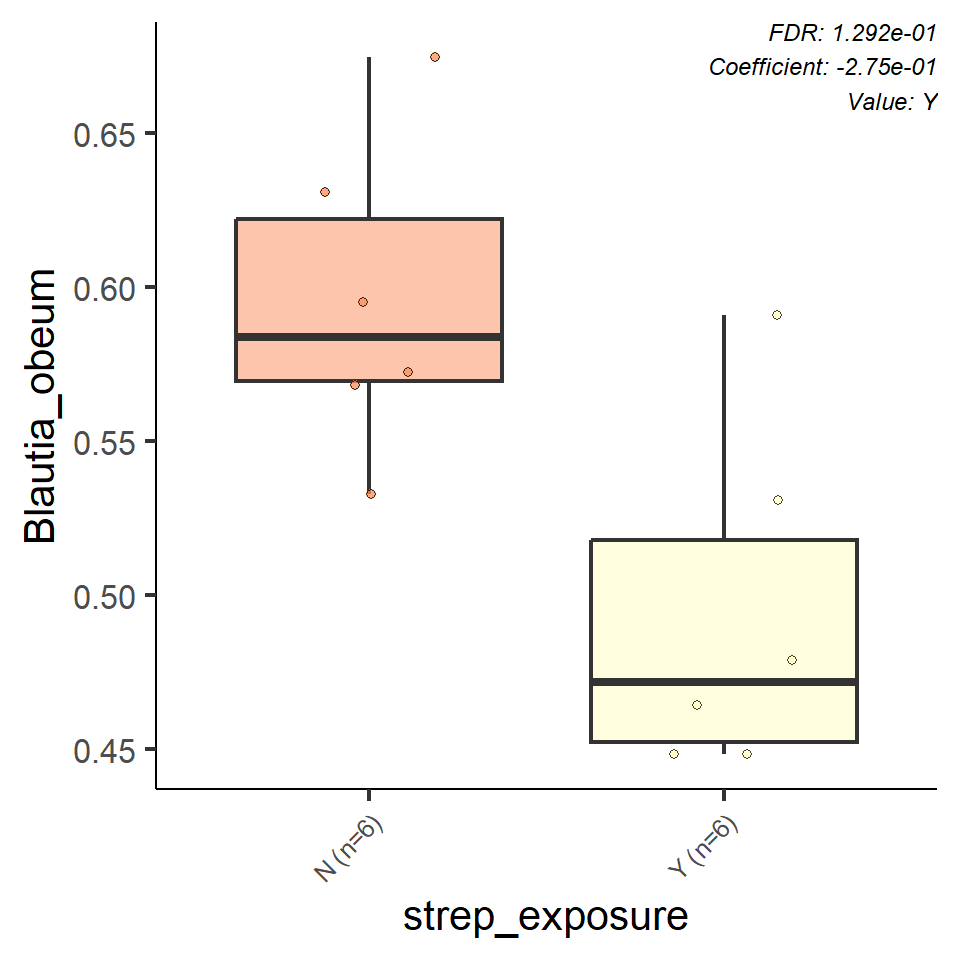 FDR: 1.292e-01
Coefficient: -2.75e-01
Value: Y
Blautia_obeum
0.65
0.60
0.55
0.50
0.45
N (n=6)
Y (n=6)
strep_exposure